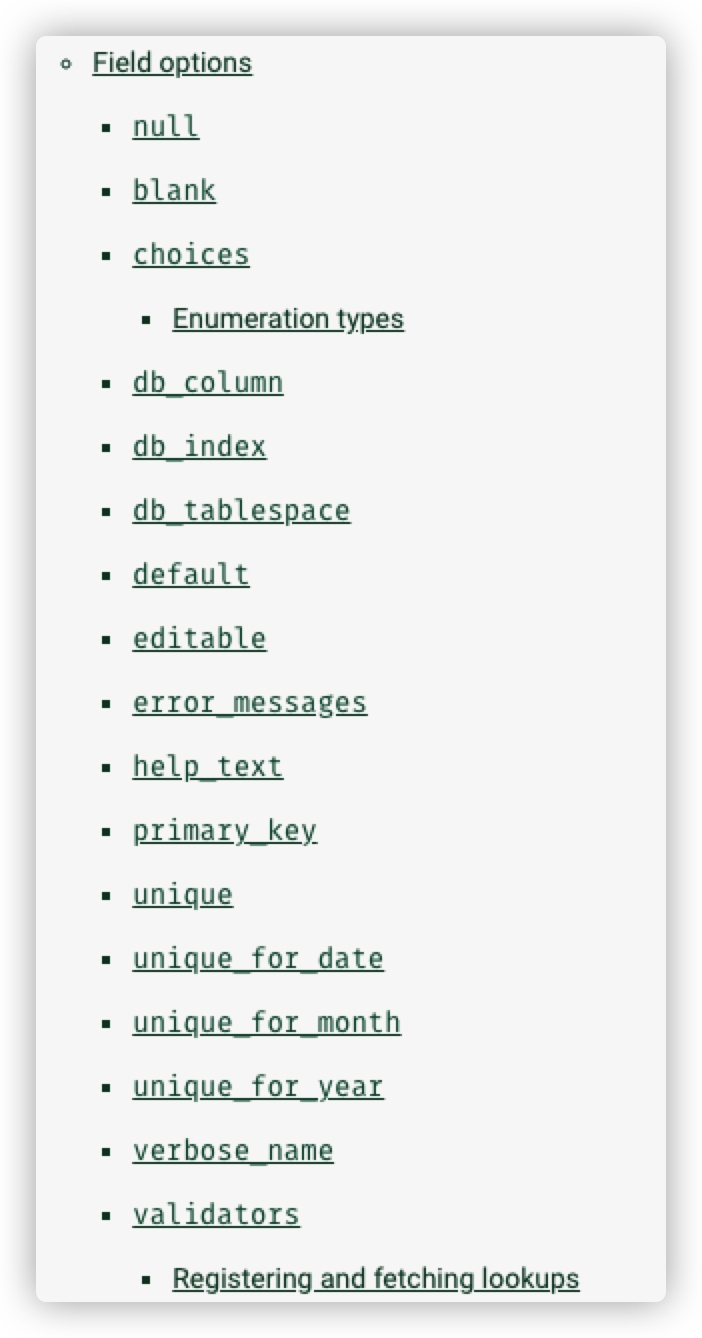 Field options
null
blank
choices
Enumeration types
db_column
db_index
db_tablespace
default
editable
error_messages
help_text
primary_key
unique
unique_for_date
unique_for_month
unique_for_year
verbose_name
validators
Registering and fetching lookups